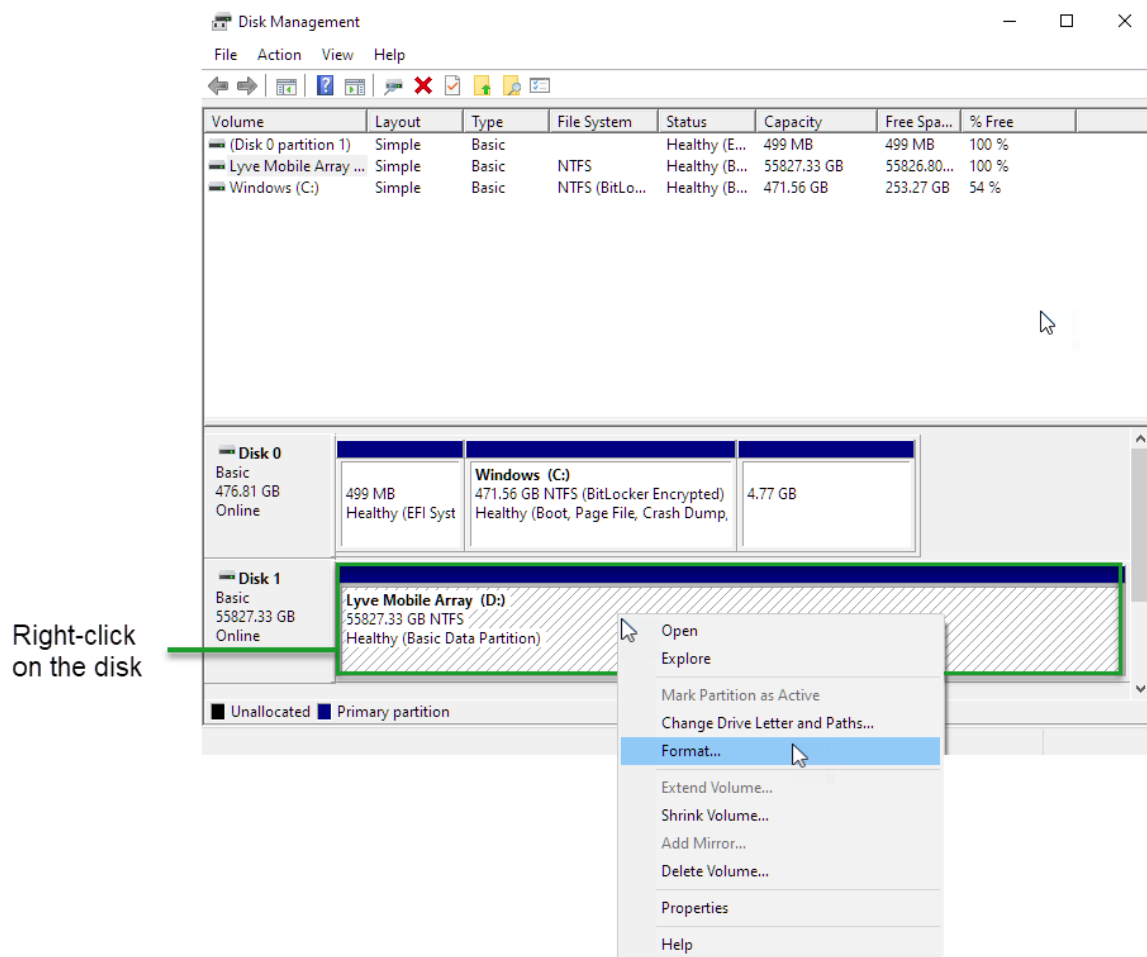 Disk Management
File Action View Help
Volume Layout Type File System Status Capacity Free Spa... % Free
(Disk 0 partition 1) Simple Basic Healthy (E... 499 MB 499 MB 100 %
Lyve Mobile Array ... Simple Basic NTFS Healthy (B... 55827.33 GB 55826.80... 100 %
Windows (C:) Simple Basic NTFS (BitLo... Healthy (B... 471.56 GB 253.27 GB 54 %
Disk 0
Basic
476.81 GB
Online
499 MB
Healthy (EFI Syst
Windows (C:)
471.56 GB NTFS (BitLocker Encrypted)
Healthy (Boot, Page File, Crash Dump,
4.77 GB
Disk 1
Basic
55827.33 GB
Online
Lyve Mobile Array (D:)
55827.33 GB NTFS
Healthy (Basic Data Partition)
Right-click
on the disk
Unallocated Primary partition
Open
Explore
Mark Partition as Active
Change Drive Letter and Paths...
Format...
Extend Volume...
Shrink Volume...
Add Mirror...
Delete Volume...
Properties
Help